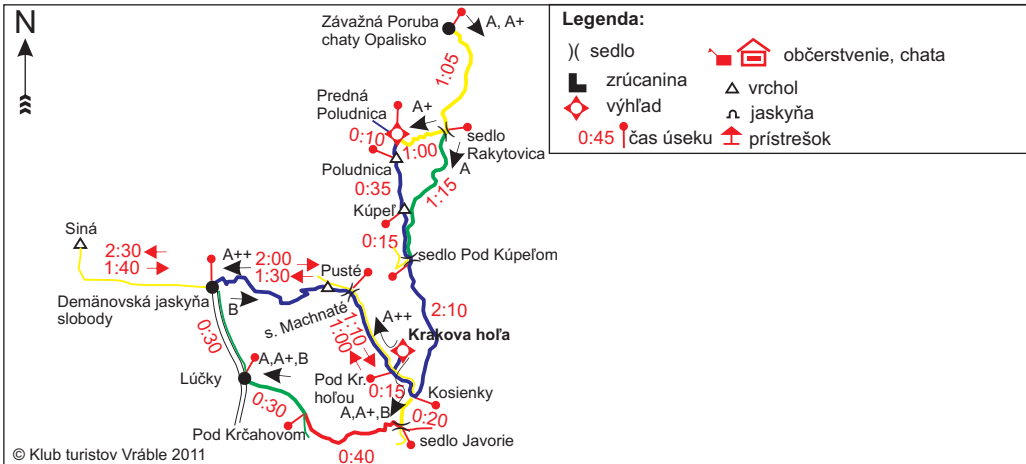 N
Závažná Poruba
chaty Opalisko
A, A+
1:05
Predná
Poludnica
A+
0:10
1:00
sedlo
Rakytovica
A
Poludnica
1:15
0:35
Kúpeľ
0:15
sedlo Pod Kúpeľom
Siná
2:30
1:40
A++
2:00
1:30
Pusté
Demänovská jaskyňa
slobody
B
s. Machnaté
A++
2:10
0:30
1:10
1:00
Krakova hoľa
A,A+,B
Lúčky
Pod Kr.
hoľou
0:15
Kosienky
0:30
A,A+,B
0:20
Pod Krčahovom
sedlo Javorie
0:40
© Klub turistov Vráble 2011
Legenda:
)( sedlo
občerstvenie, chata
zrúcanina
vrchol
výhľad
jaskyňa
0:45 čas úseku
prístrešok